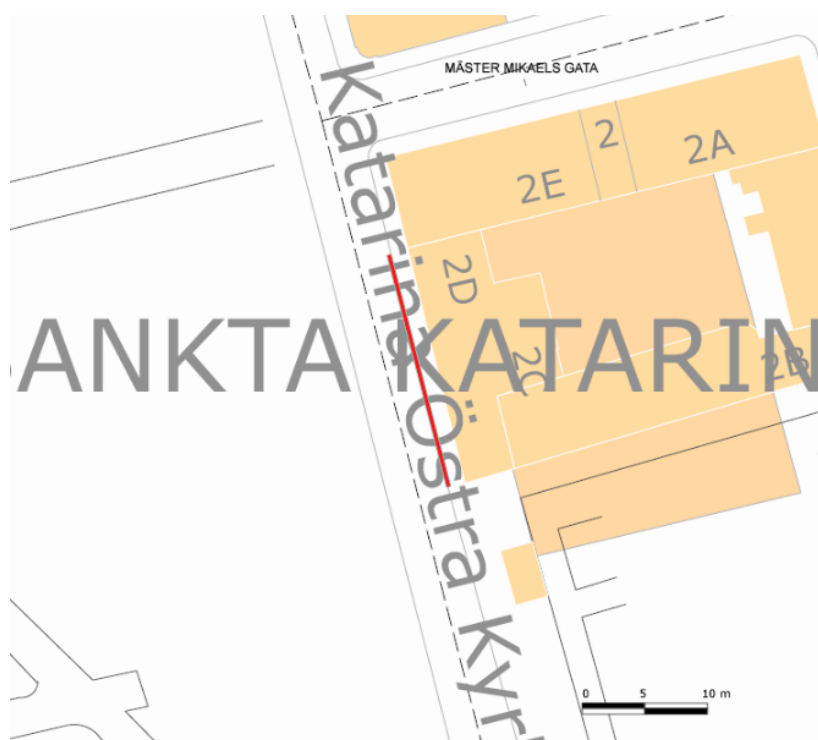 MÄSTER MIKAELS GATA
2
2A
2E
2D
ANKTA KATARIN
2C
2B
Katarina Östra Kyr
0 5 10 m